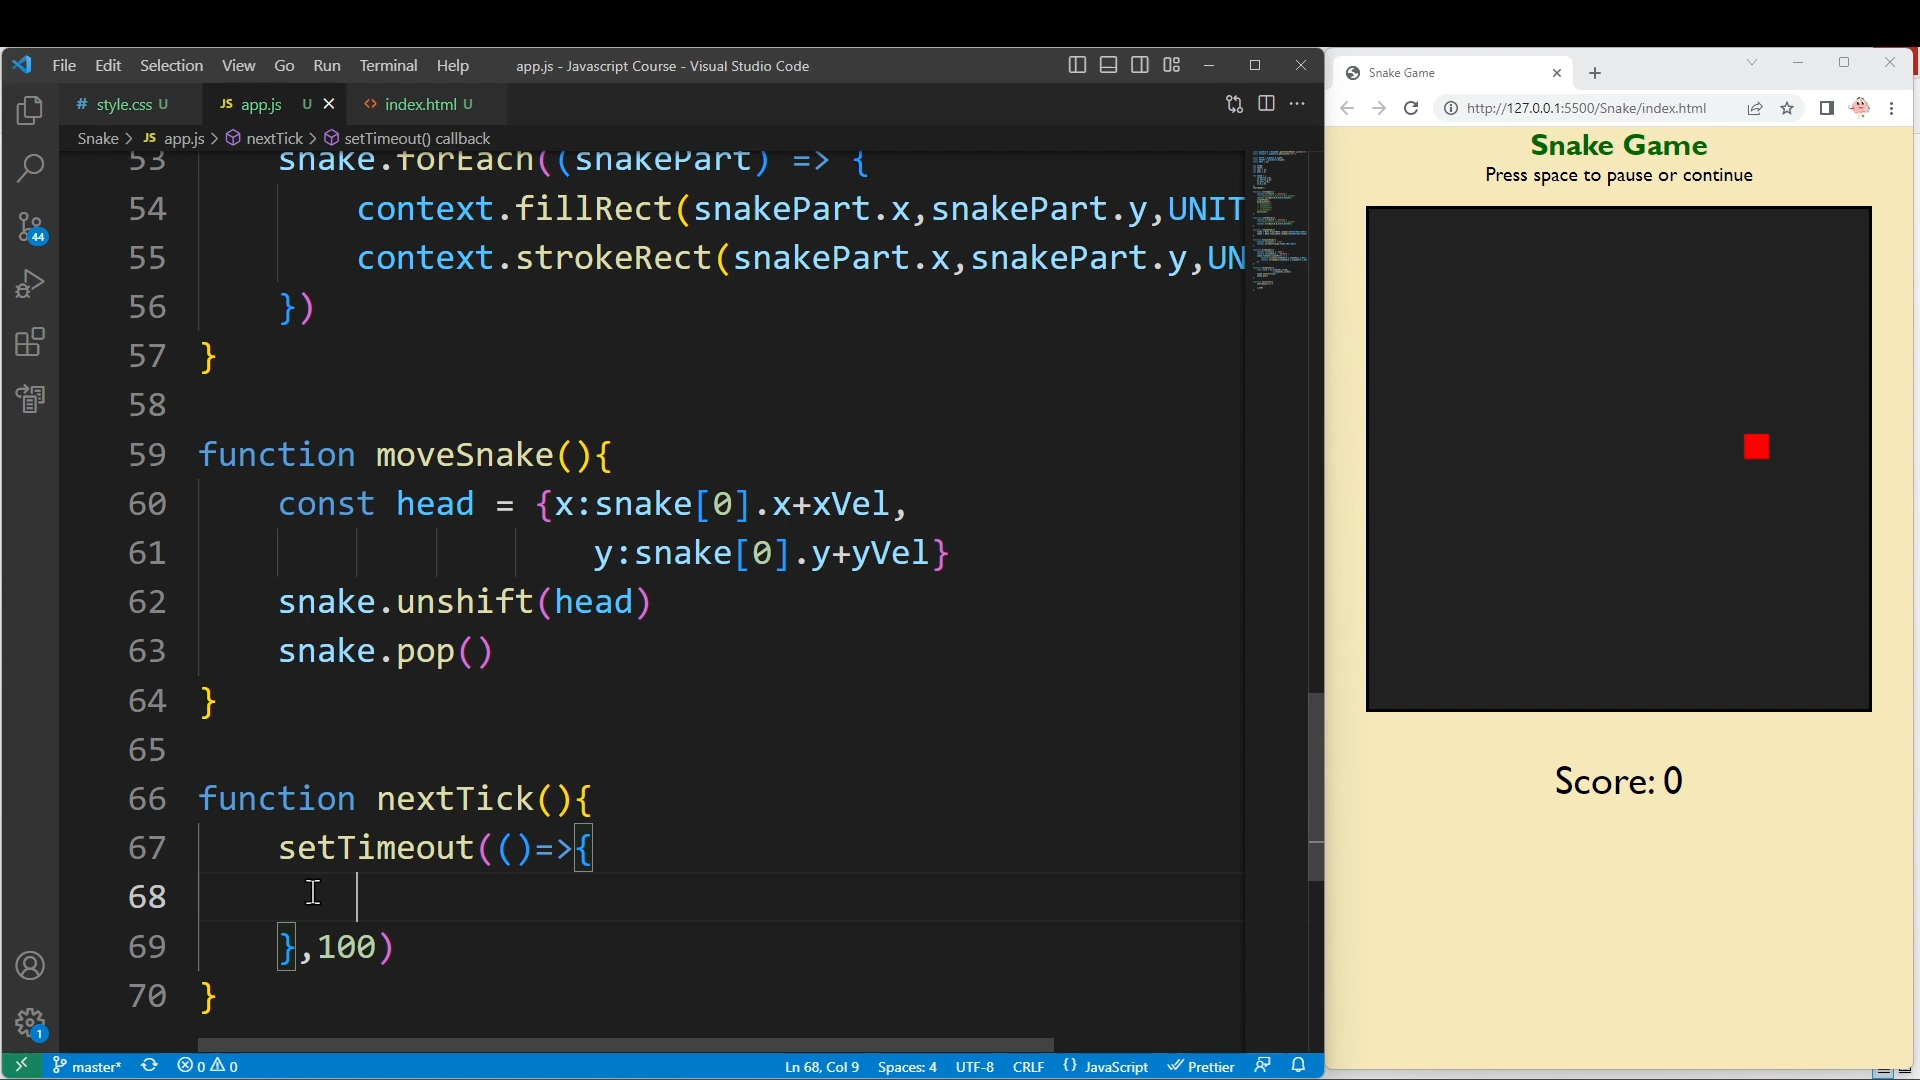 File Edit Selection View Go Run Terminal Help app.js - Javascript Course - Visual Studio Code
# style.css U JS app.js U <> index.html U
Snake > JS app.js > nextTick > setTimeout() callback
53 snake.forEach((snakePart) => {
54 context.fillRect(snakePart.x,snakePart.y,UNIT
55 context.strokeRect(snakePart.x,snakePart.y,UN
56 })
57 }
58
59 function moveSnake(){
60 const head = {x:snake[0].x+xVel,
61 y:snake[0].y+yVel}
62 snake.unshift(head)
63 snake.pop()
64 }
65
66 function nextTick(){
67 setTimeout(()=>{
68
69 },100)
70 }
44
1
master* 0 0 Ln 68, Col 9 Spaces: 4 UTF-8 CRLF {} JavaScript Prettier
Snake Game
http://127.0.0.1:5500/Snake/index.html
Snake Game
Press space to pause or continue
Score: 0